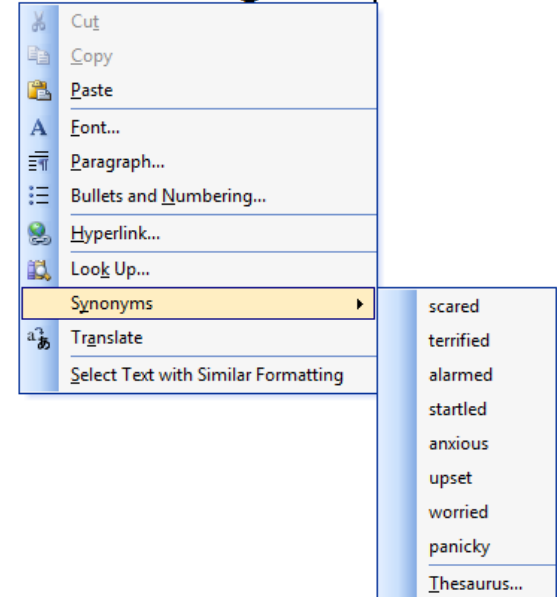 Cut
Copy
Paste
Font...
Paragraph...
Bullets and Numbering...
Hyperlink...
Look Up...
Synonyms
Translate
Select Text with Similar Formatting
scared
terrified
alarmed
startled
anxious
upset
worried
panicky
Thesaurus...